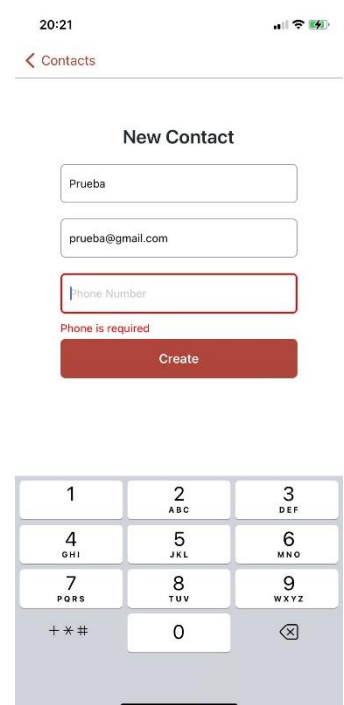 20:21
Contacts
New Contact
Prueba
prueba@gmail.com
Phone Number
Phone is required
Create
1
2
ABC
3
DEF
4
GHI
5
JKL
6
MNO
7
PQRS
8
TUV
9
WXYZ
+*#
0